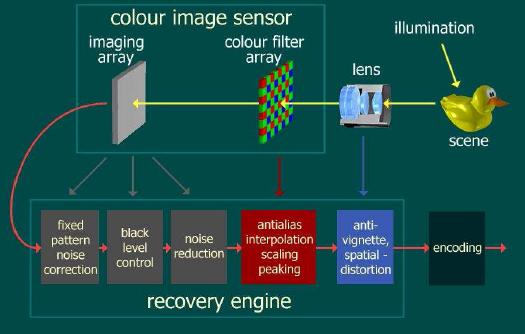 colour image sensor
imaging
array
colour filter
array
lens
illumination
scene
fixed
pattern
noise
correction
black
level
control
noise
reduction
antialias
interpolation
scaling
peaking
anti-
vignette,
spatial -
distortion
encoding
recovery engine